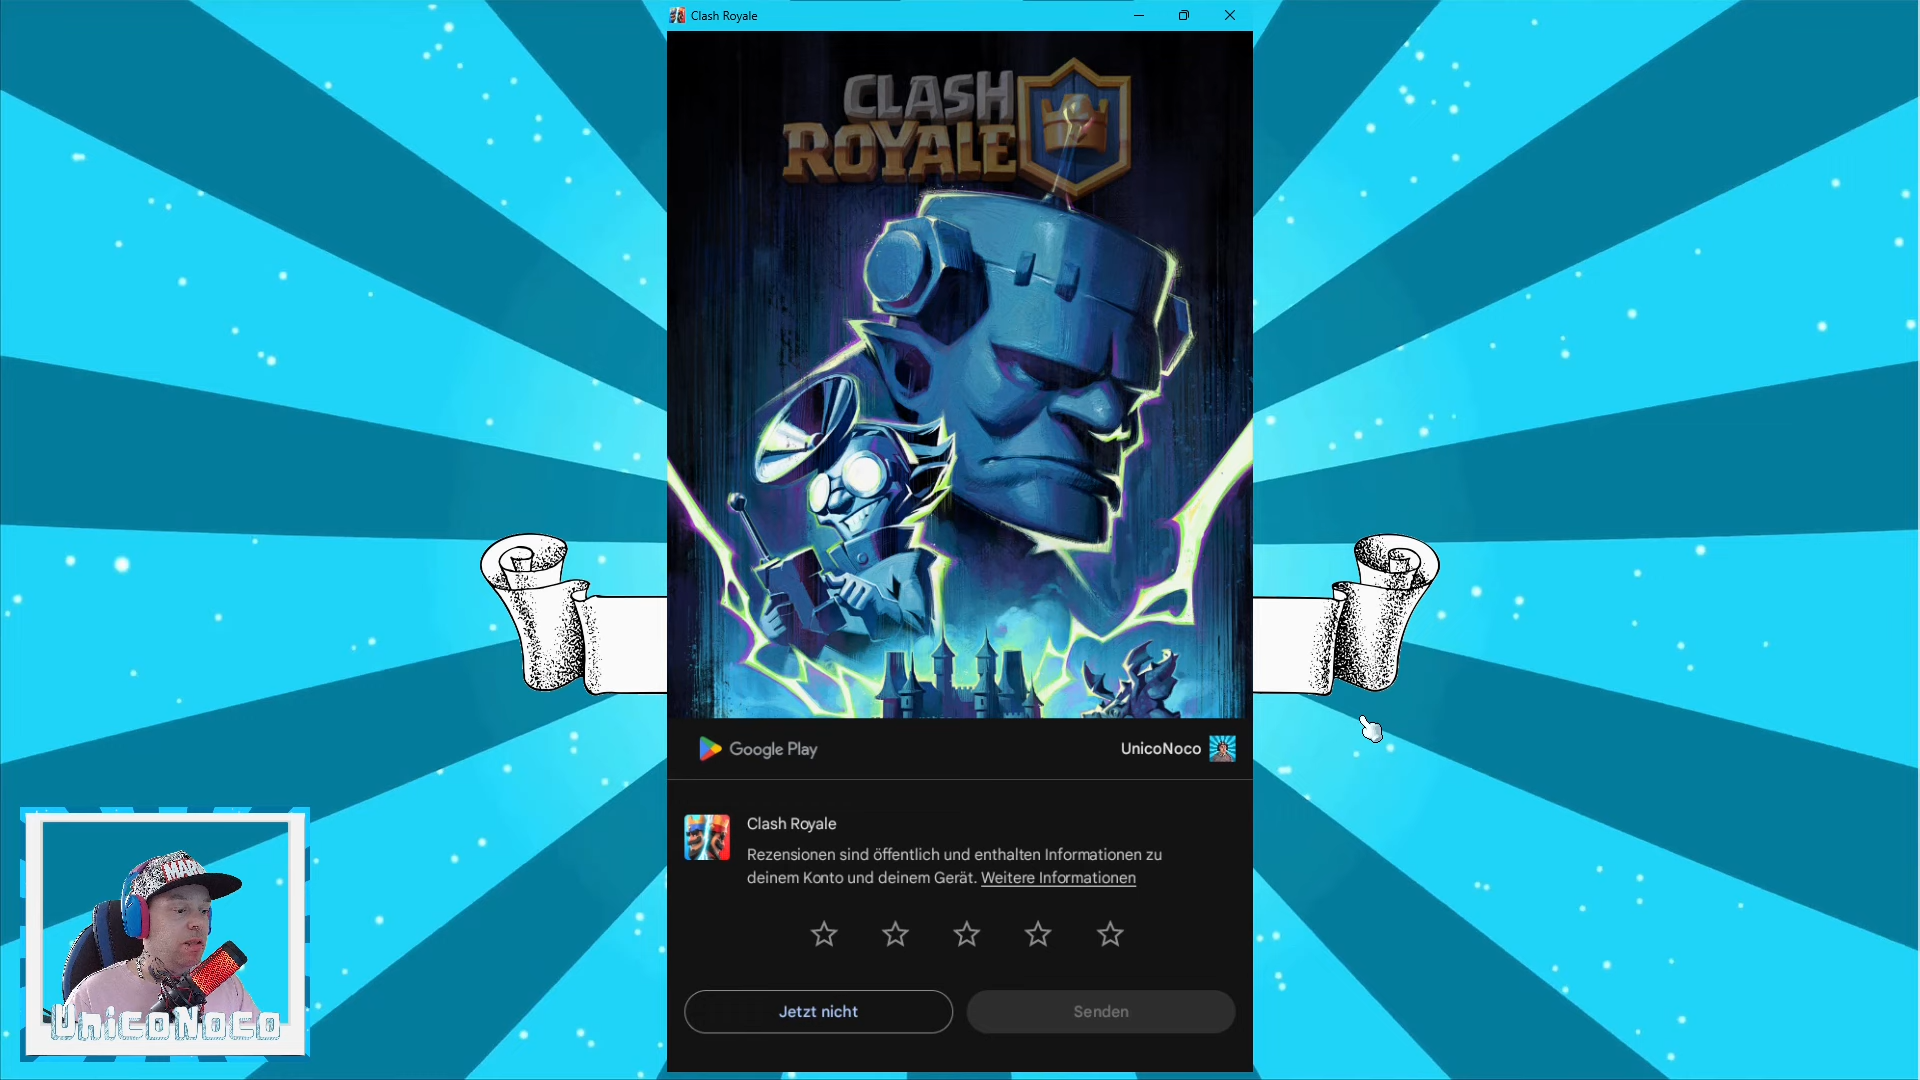 Clash Royale
CLASH
ROYALE
Google Play
UnicoNoco
Clash Royale
Rezensionen sind öffentlich und enthalten Informationen zu
deinem Konto und deinem Gerät. Weitere Informationen
Jetzt nicht
Senden
UnicoNoco